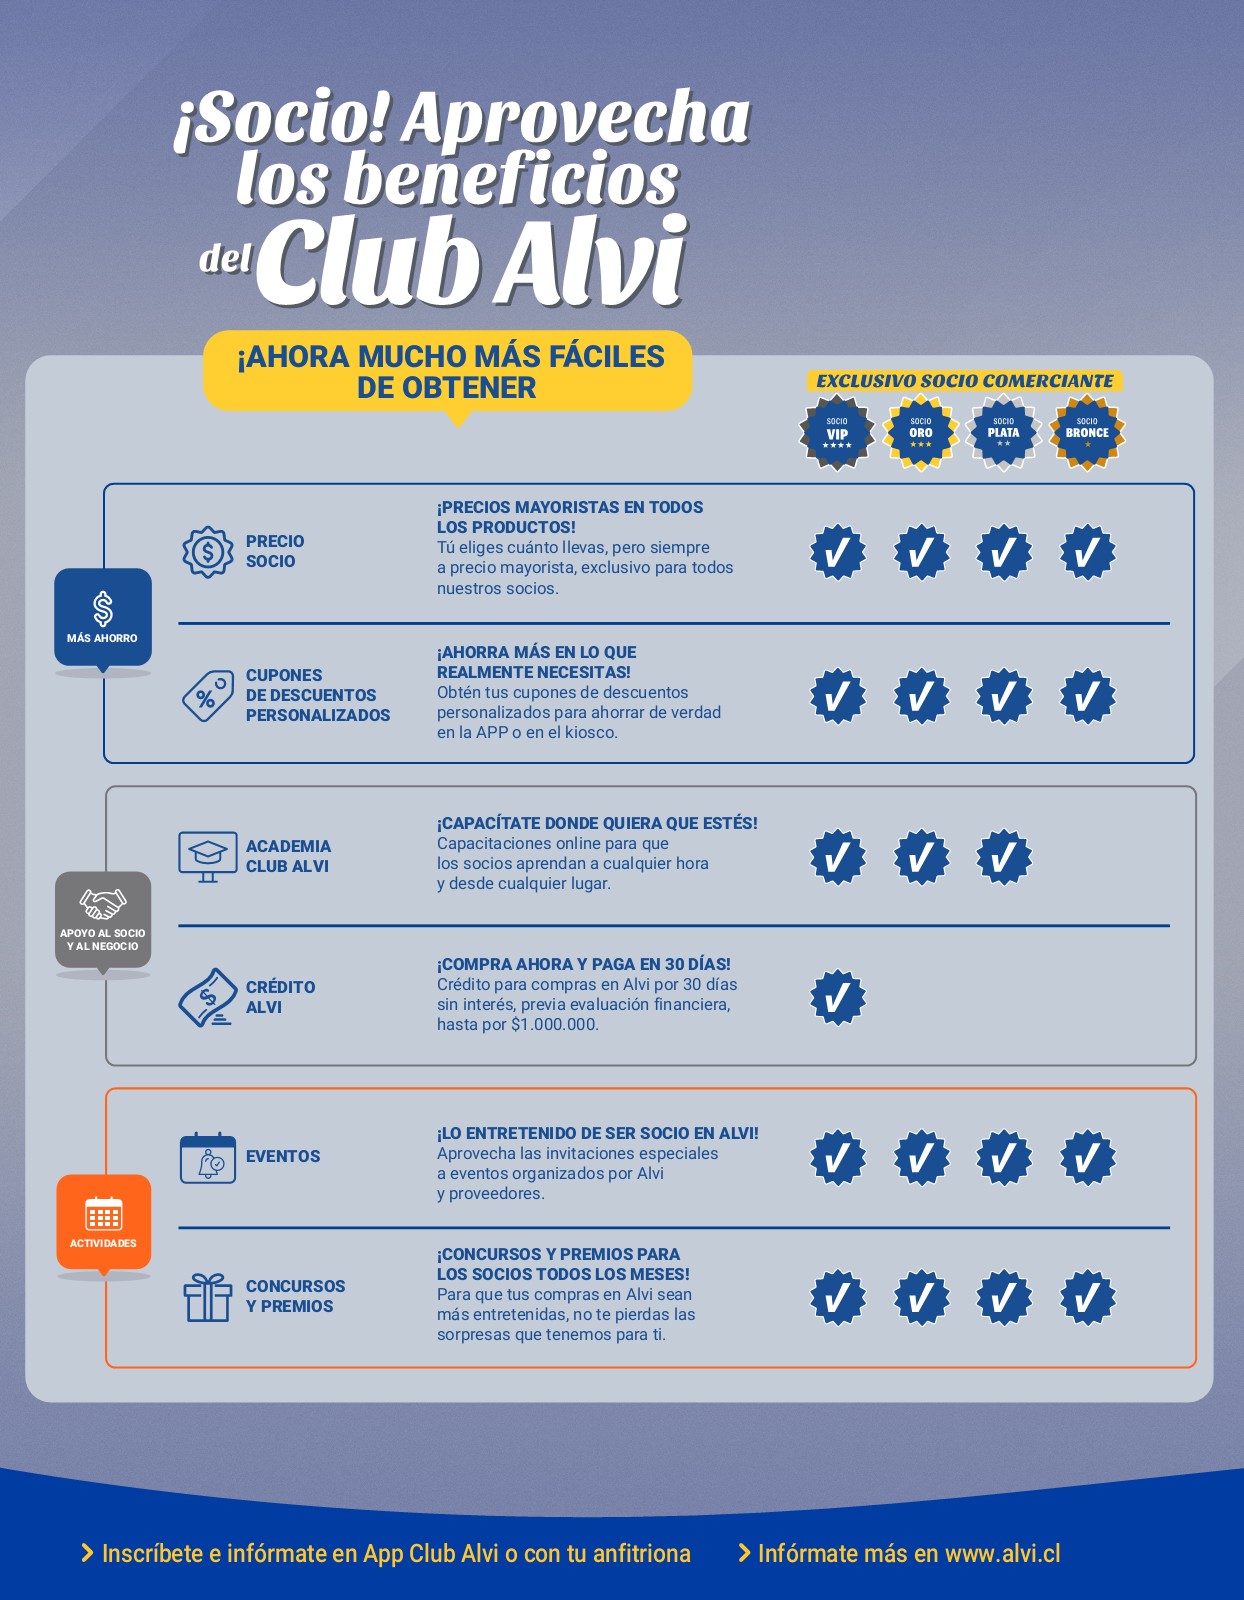 ¡Socio! Aprovecha
los beneficios
del Club Alvi
¡AHORA MUCHO MÁS FÁCILES
DE OBTENER
EXCLUSIVO SOCIO COMERCIANTE
SOCIO
VIP
SOCIO
ORO
SOCIO
PLATA
SOCIO
BRONCE
MÁS AHORRO
PRECIO
SOCIO
¡PRECIOS MAYORISTAS EN TODOS
LOS PRODUCTOS!
Tú eliges cuánto llevas, pero siempre
a precio mayorista, exclusivo para todos
nuestros socios.
CUPONES
DE DESCUENTOS
PERSONALIZADOS
¡AHORRA MÁS EN LO QUE
REALMENTE NECESITAS!
Obtén tus cupones de descuentos
personalizados para ahorrar de verdad
en la APP o en el kiosco.
APOYO AL SOCIO
Y AL NEGOCIO
ACADEMIA
CLUB ALVI
¡CAPACÍTATE DONDE QUIERA QUE ESTÉS!
Capacitaciones online para que
los socios aprendan a cualquier hora
y desde cualquier lugar.
CRÉDITO
ALVI
¡COMPRA AHORA Y PAGA EN 30 DÍAS!
Crédito para compras en Alvi por 30 días
sin interés, previa evaluación financiera,
hasta por $1.000.000.
ACTIVIDADES
EVENTOS
¡LO ENTRETENIDO DE SER SOCIO EN ALVI!
Aprovecha las invitaciones especiales
a eventos organizados por Alvi
y proveedores.
CONCURSOS
Y PREMIOS
¡CONCURSOS Y PREMIOS PARA
LOS SOCIOS TODOS LOS MESES!
Para que tus compras en Alvi sean
más entretenidas, no te pierdas las
sorpresas que tenemos para ti.
Inscríbete e infórmate en App Club Alvi o con tu anfitriona
Infórmate más en www.alvi.cl